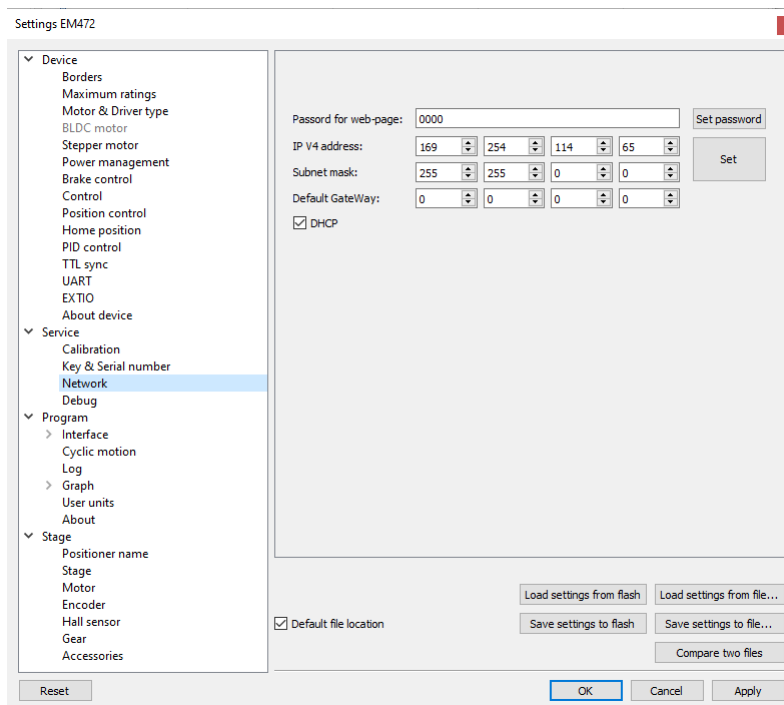 Settings EM472
Device
Borders
Maximum ratings
Motor & Driver type
BLDC motor
Stepper motor
Power management
Brake control
Control
Position control
Home position
PID control
TTL sync
UART
EXTIO
About device
Service
Calibration
Key & Serial number
Network
Debug
Program
Interface
Cyclic motion
Log
Graph
User units
About
Stage
Positioner name
Stage
Motor
Encoder
Hall sensor
Gear
Accessories
Passord for web-page: 0000 Set password
IP V4 address: 169 254 114 65 Set
Subnet mask: 255 255 0 0
Default GateWay: 0 0 0 0
DHCP
Load settings from flash Load settings from file...
Default file location Save settings to flash Save settings to file...
Compare two files
Reset OK Cancel Apply